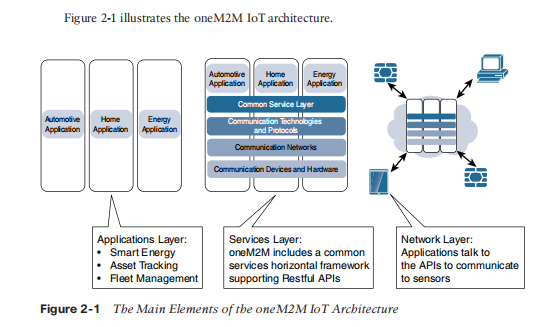 Figure 2-1 illustrates the oneM2M IoT architecture.
Automotive
Application
Home
Application
Energy
Application
Automotive
Application
Home
Application
Energy
Application
Common Service Layer
Communication Technologies
and Protocols
Communication Networks
Communication Devices and Hardware
Applications Layer:
• Smart Energy
• Asset Tracking
• Fleet Management
Services Layer:
oneM2M includes a common
services horizontal framework
supporting Restful APIs
Network Layer:
Applications talk to
the APIs to communicate
to sensors
Figure 2-1 The Main Elements of the oneM2M IoT Architecture